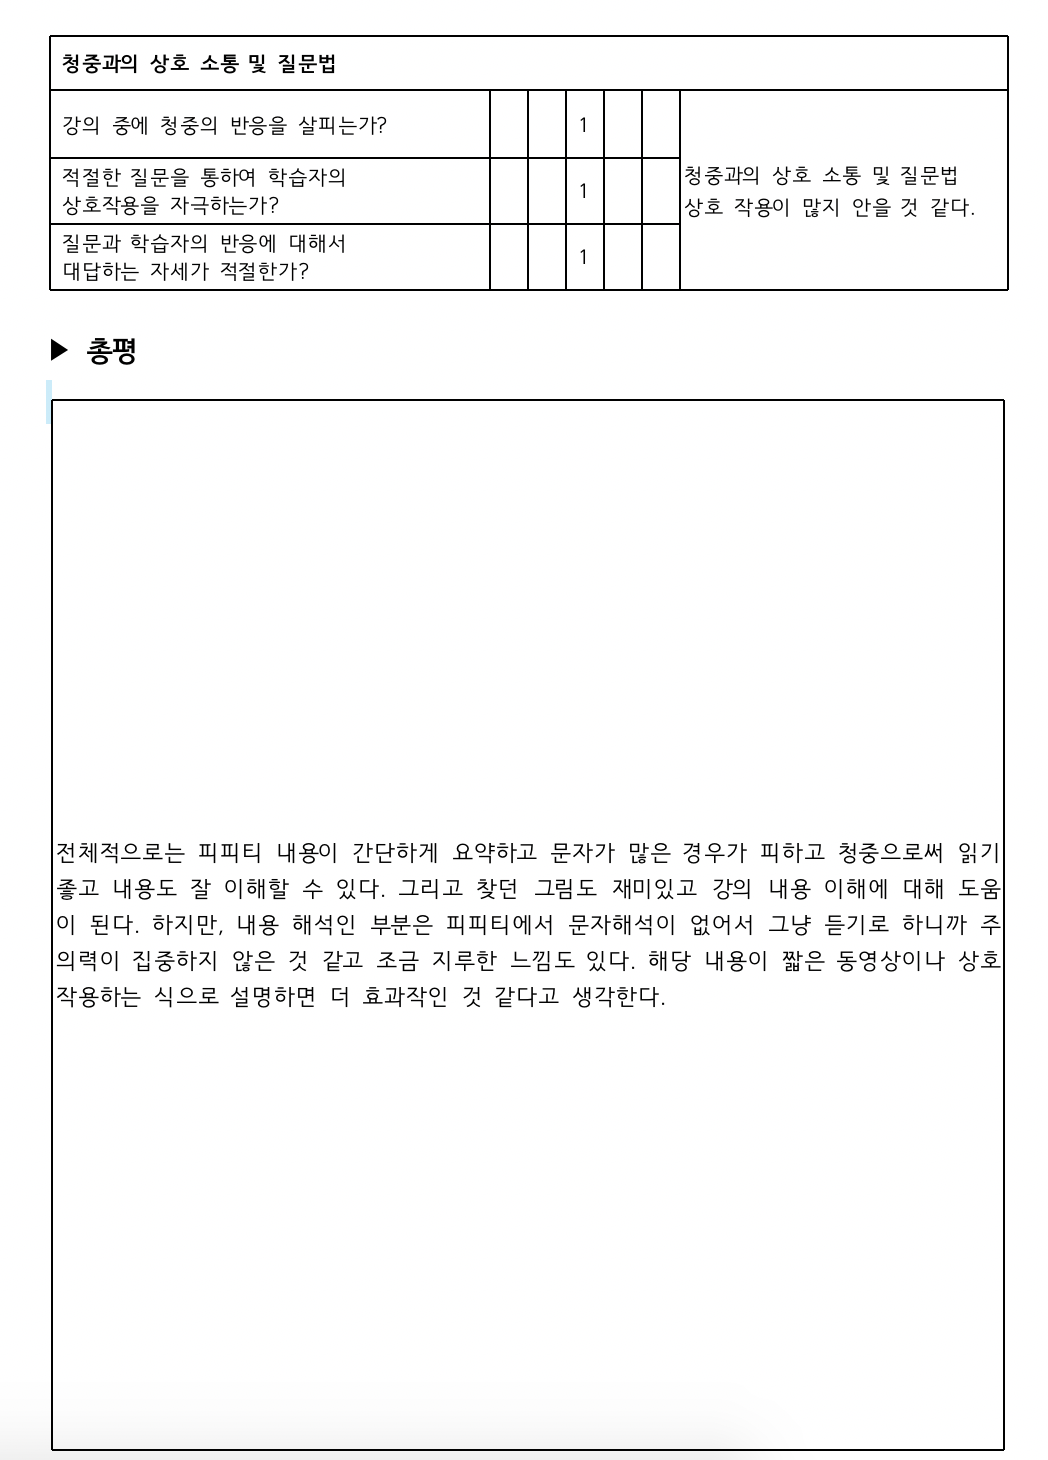 청중과의 상호 소통 및 질문법
강의 중에 청중의 반응을 살피는가?
1
적절한 질문을 통하여 학습자의
상호작용을 자극하는가?
1
질문과 학습자의 반응에 대해서
대답하는 자세가 적절한가?
1
청중과의 상호 소통 및 질문법
상호 작용이 많지 안을 것 같다.
▶ 총평
전체적으로는 피피티 내용이 간단하게 요약하고 문자가 많은 경우가 피하고 청중으로써 읽기
좋고 내용도 잘 이해할 수 있다. 그리고 찾던 그림도 재미있고 강의 내용 이해에 대해 도움
이 된다. 하지만, 내용 해석인 부분은 피피티에서 문자해석이 없어서 그냥 듣기로 하니까 주
의력이 집중하지 않은 것 같고 조금 지루한 느낌도 있다. 해당 내용이 짧은 동영상이나 상호
작용하는 식으로 설명하면 더 효과작인 것 같다고 생각한다.